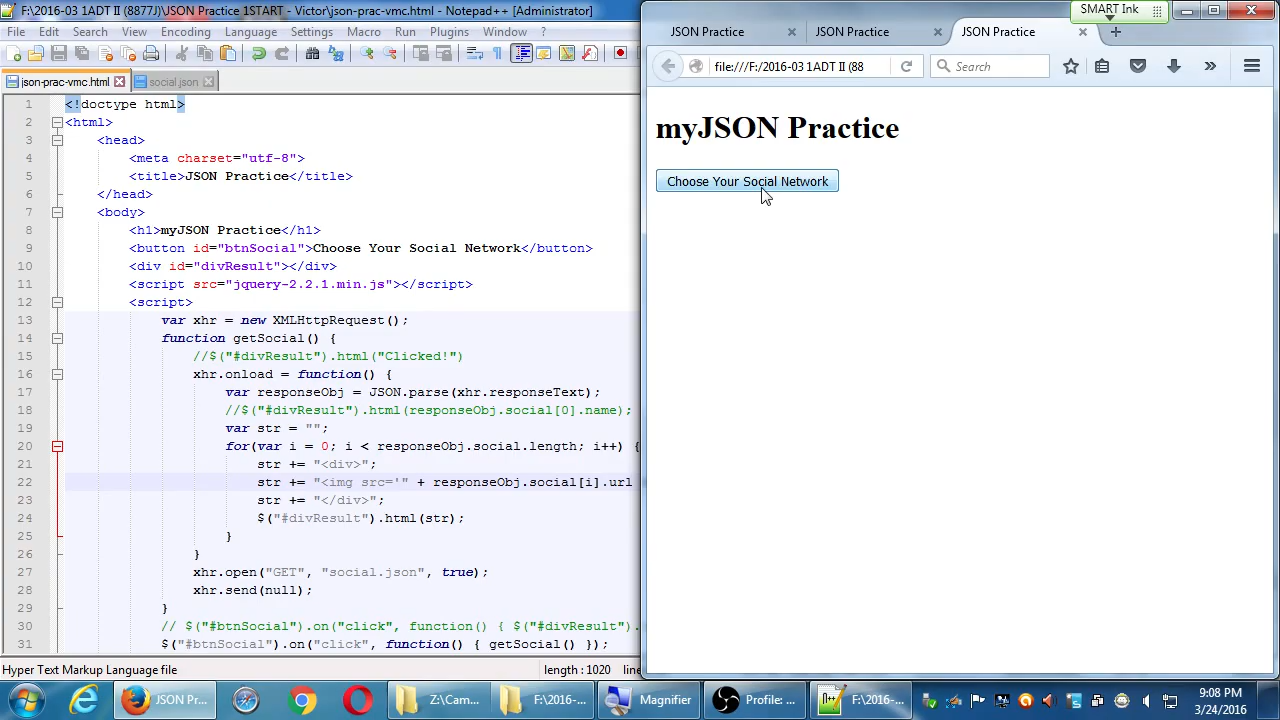 F:\2016-03 1ADT II (8877J)\JSON Practice 1START - Victor\json-prac-vmc.html - Notepad++ [Administrator]
File Edit Search View Encoding Language Settings Macro Run Plugins Window ?
json-prac-vmc.html social.json
1 <!doctype html>
2 <html>
3 <head>
4 <meta charset="utf-8">
5 <title>JSON Practice</title>
6 </head>
7 <body>
8 <h1>myJSON Practice</h1>
9 <button id="btnSocial">Choose Your Social Network</button>
10 <div id="divResult"></div>
11 <script src="jquery-2.2.1.min.js"></script>
12 <script>
13 var xhr = new XMLHttpRequest();
14 function getSocial() {
15 //$("#divResult").html("Clicked!")
16 xhr.onload = function() {
17 var responseObj = JSON.parse(xhr.responseText);
18 //$("#divResult").html(responseObj.social[0].name);
19 var str = "";
20 for(var i = 0; i < responseObj.social.length; i++) {
21 str += "<div>";
22 str += "<img src='" + responseObj.social[i].url
23 str += "</div>";
24 $("#divResult").html(str);
25 }
26 }
27 xhr.open("GET", "social.json", true);
28 xhr.send(null);
29 }
30 // $("#btnSocial").on("click", function() { $("#divResult").
31 $("#btnSocial").on("click", function() { getSocial() });
Hyper Text Markup Language file length : 1020 line
SMART Ink
JSON Practice JSON Practice JSON Practice
file:///F:/2016-03 1ADT II (88 Search
myJSON Practice
Choose Your Social Network
JSON Pr... Z:\Cam... F:\2016-... Magnifier Profile: ... F:\2016-...
9:08 PM
3/24/2016